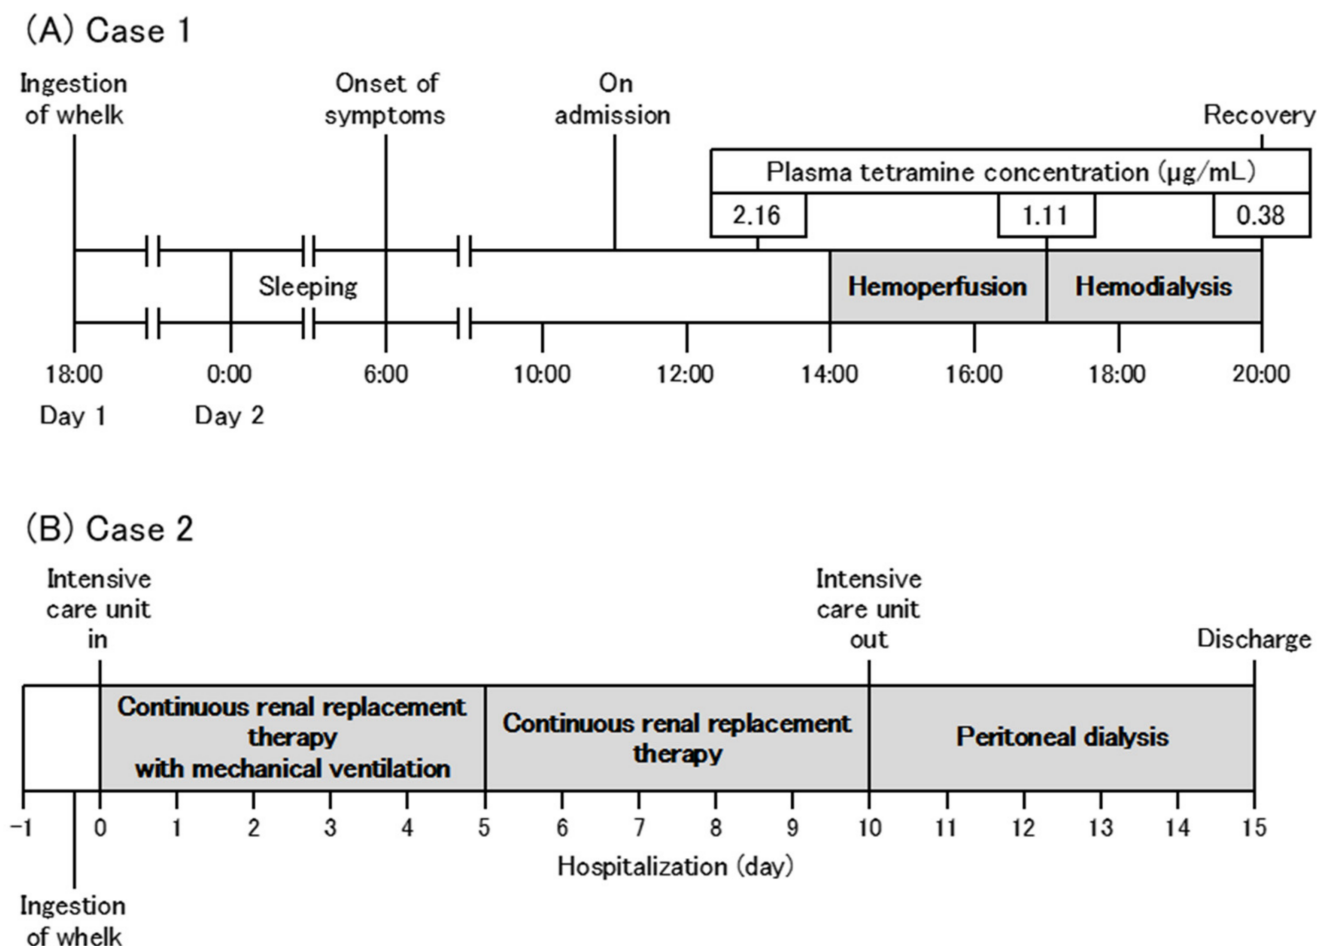 (A) Case 1
Ingestion
of whelk
Onset of
symptoms
On
admission
Recovery
Plasma tetramine concentration (μg/mL)
2.16
1.11
0.38
Sleeping
Hemoperfusion
Hemodialysis
18:00
0:00
6:00
10:00
12:00
14:00
16:00
18:00
20:00
Day 1
Day 2
(B) Case 2
Intensive
care unit
in
Intensive
care unit
out
Discharge
Continuous renal replacement
therapy
with mechanical ventilation
Continuous renal replacement
therapy
Peritoneal dialysis
-1
0
1
2
3
4
5
6
7
8
9
10
11
12
13
14
15
Hospitalization (day)
Ingestion
of whelk